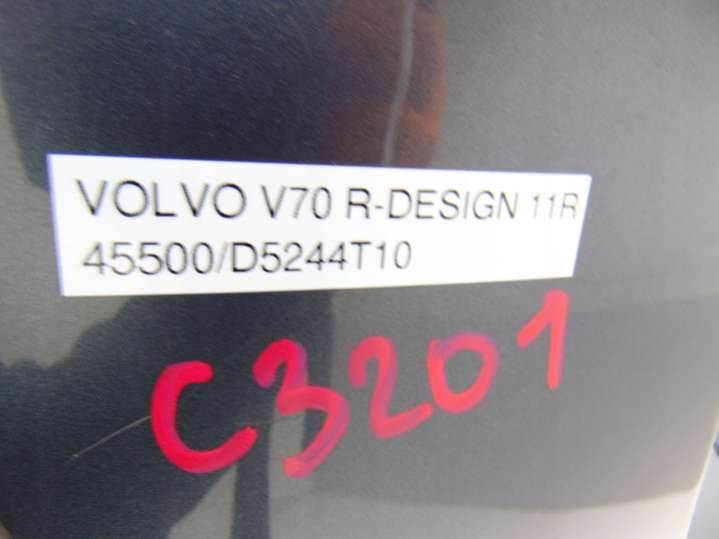 VOLVO V70 R-DESIGN 11R
45500/D5244T10
C3201